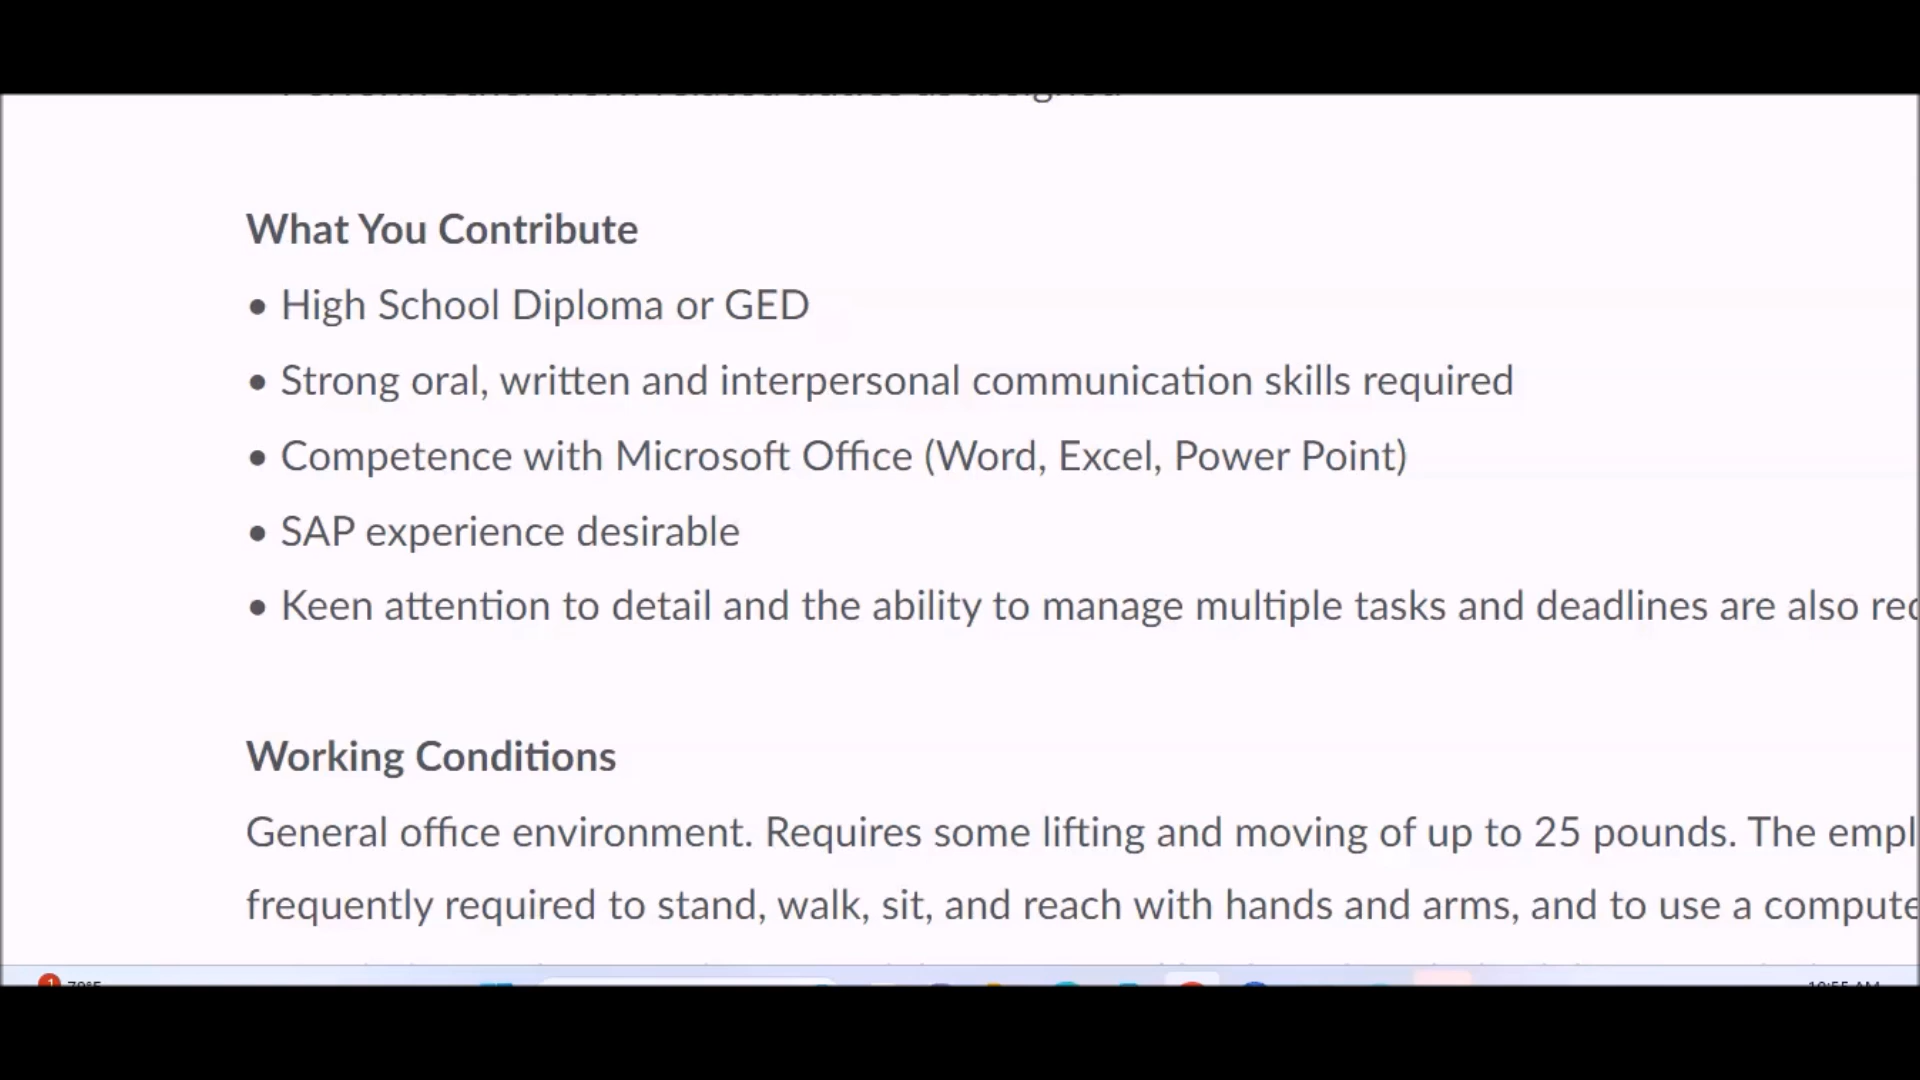 What You Contribute
• High School Diploma or GED
• Strong oral, written and interpersonal communication skills required
• Competence with Microsoft Office (Word, Excel, Power Point)
• SAP experience desirable
• Keen attention to detail and the ability to manage multiple tasks and deadlines are also
Working Conditions
General office environment. Requires some lifting and moving of up to 25 pounds. The
frequently required to stand, walk, sit, and reach with hands and arms, and to use a
1